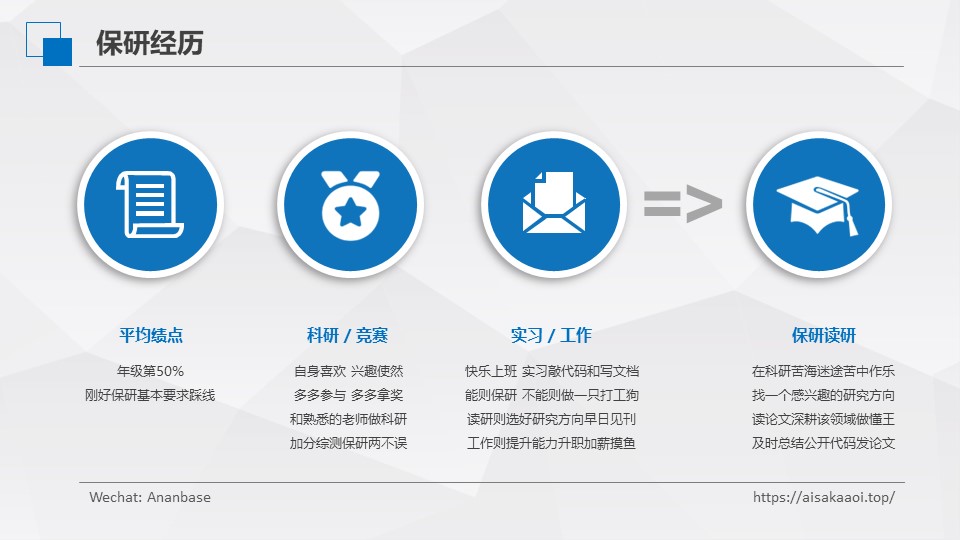 保研经历
=>
平均绩点
年级第50%
刚好保研基本要求踩线
科研 / 竞赛
自身喜欢 兴趣使然
多多参与 多多拿奖
和熟悉的老师做科研
加分综测保研两不误
实习 / 工作
快乐上班 实习敲代码和写文档
能则保研 不能则做一只打工狗
读研则选好研究方向早日见刊
工作则提升能力升职加薪摸鱼
保研读研
在科研苦海迷途苦中作乐
找一个感兴趣的研究方向
读论文深耕该领域做懂王
及时总结公开代码发论文
Wechat: Ananbase
https://aisakaaoi.top/